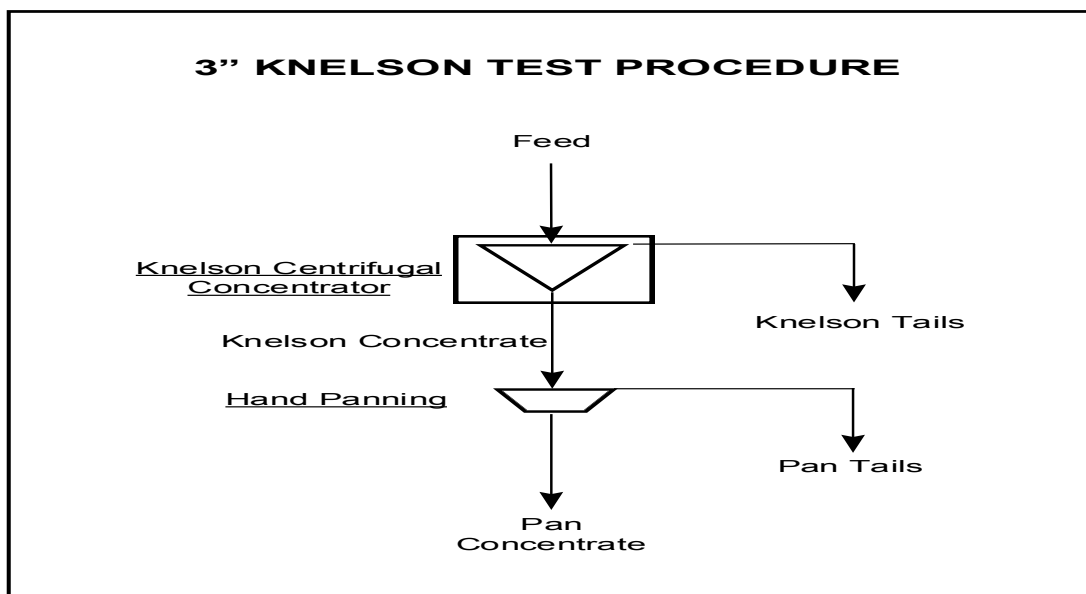 3’’ KNELSON TEST PROCEDURE
Feed
Knelson Centrifugal
Concentrator
Knelson Tails
Knelson Concentrate
Hand Panning
Pan Tails
Pan
Concentrate